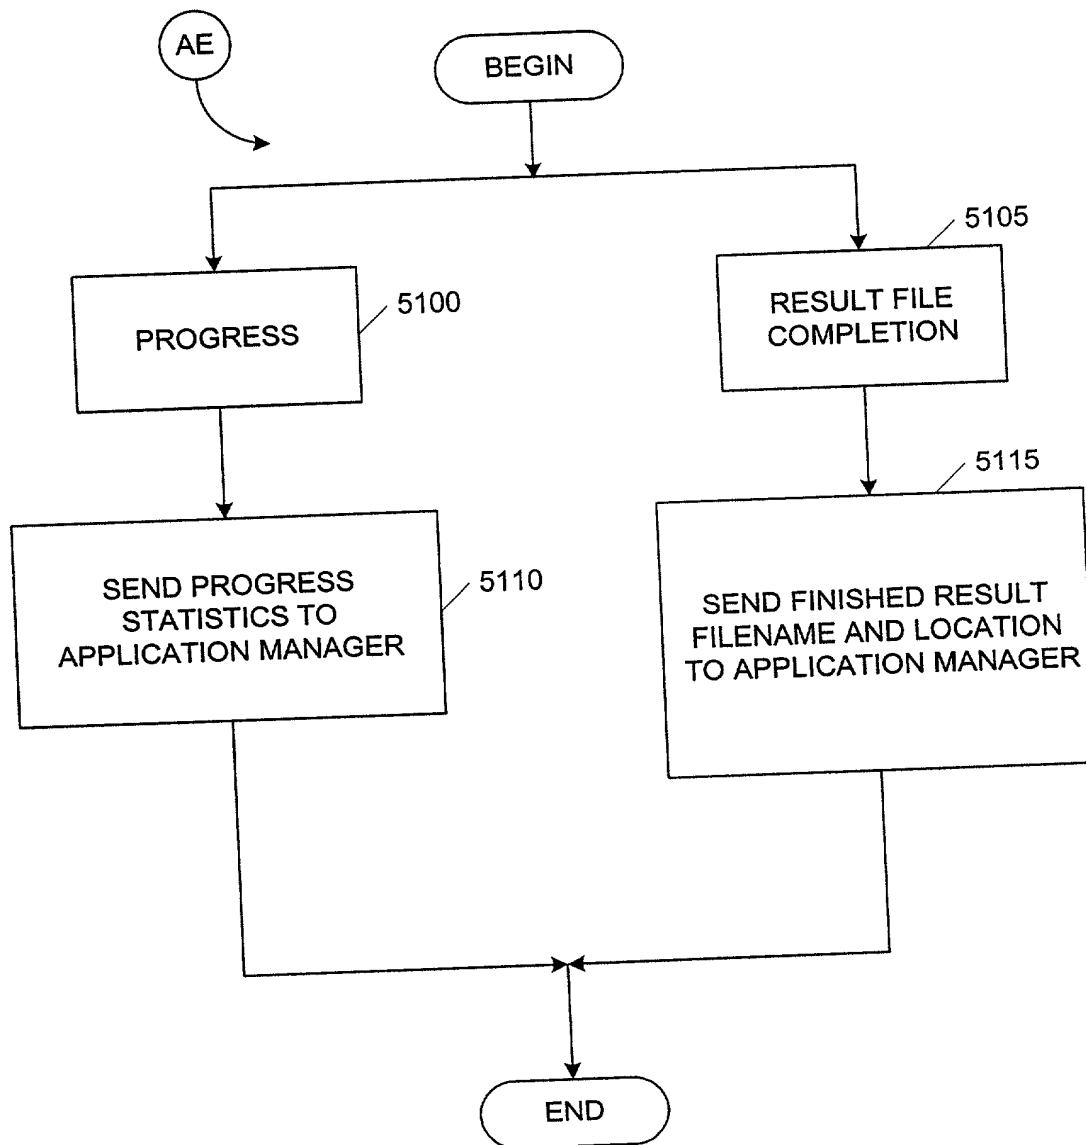 AE
BEGIN
5105
RESULT FILE
COMPLETION
5100
PROGRESS
5115
SEND FINISHED RESULT
FILENAME AND LOCATION
TO APPLICATION MANAGER
5110
SEND PROGRESS
STATISTICS TO
APPLICATION MANAGER
END